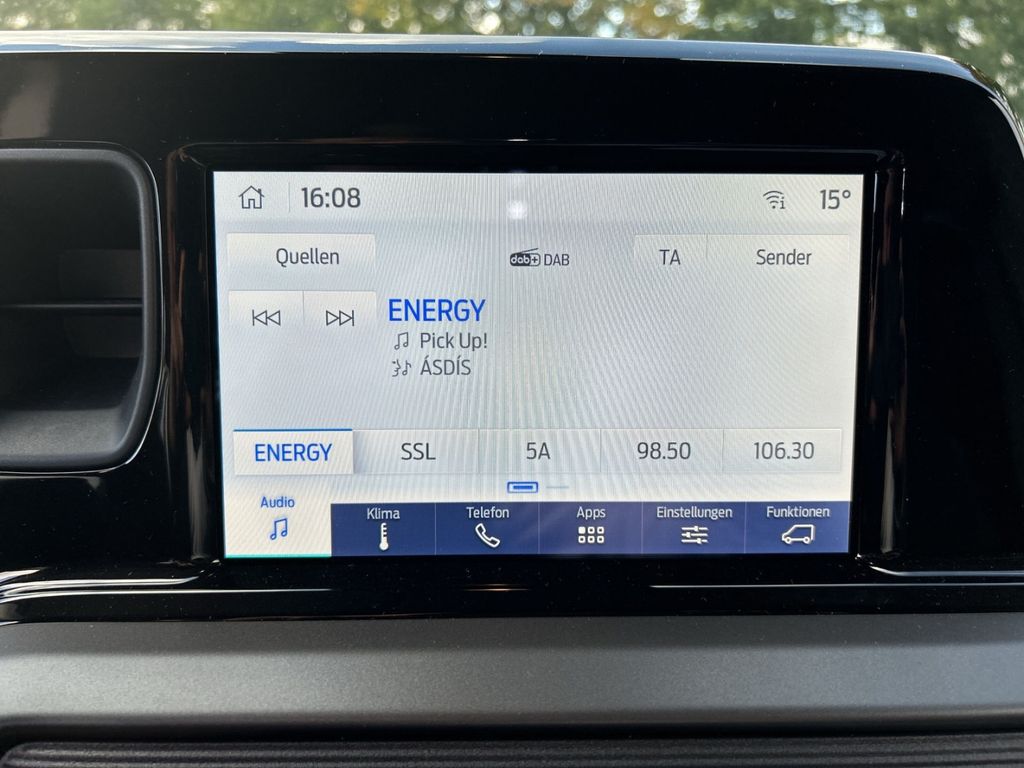 16:08 15°
Quellen dab+ DAB TA Sender
ENERGY
Pick Up!
ÁSDÍS
ENERGY SSL 5A 98.50 106.30
Audio Klima Telefon Apps Einstellungen Funktionen